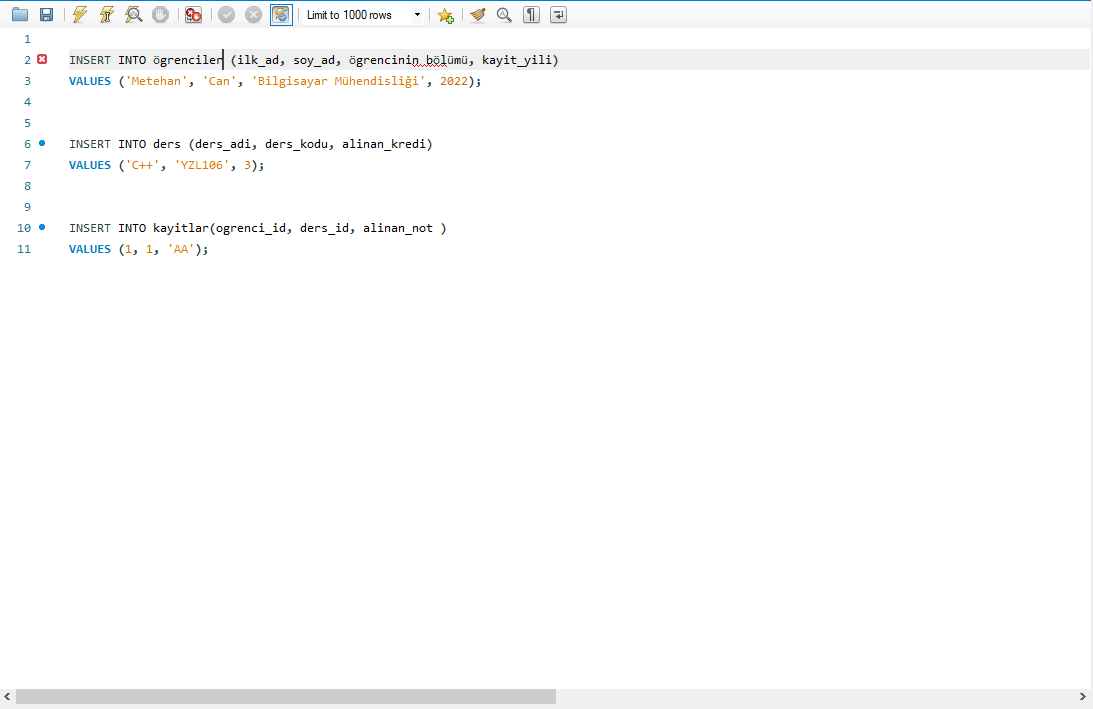 Limit to 1000 rows
1
2 INSERT INTO ögrenciler (ilk_ad, soy_ad, ögrencinin bölümü, kayit_yili)
3 VALUES ('Metehan', 'Can', 'Bilgisayar Mühendisliği', 2022);
4
5
6 INSERT INTO ders (ders_adi, ders_kodu, alinan_kredi)
7 VALUES ('C++', 'YZL106', 3);
8
9
10 INSERT INTO kayitlar(ogrenci_id, ders_id, alinan_not )
11 VALUES (1, 1, 'AA');